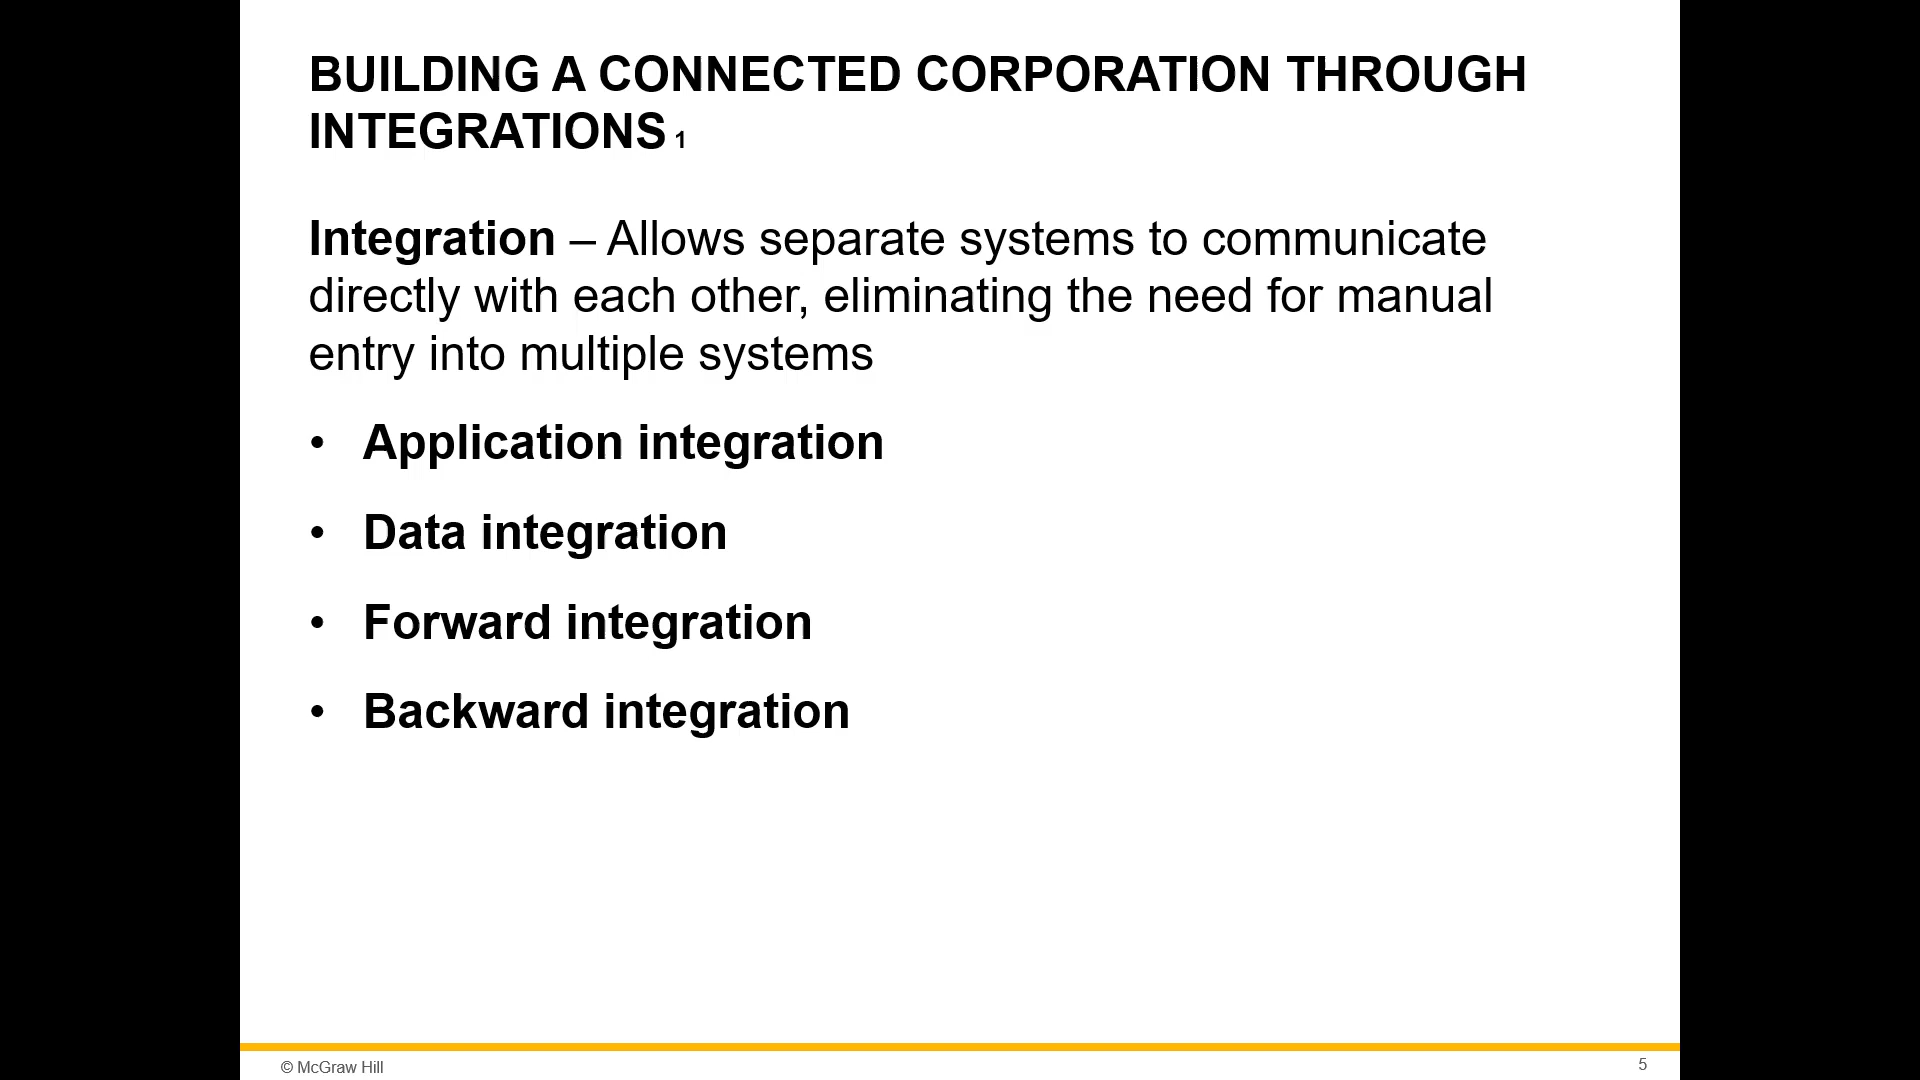 BUILDING A CONNECTED CORPORATION THROUGH
INTEGRATIONS 1
Integration – Allows separate systems to communicate
directly with each other, eliminating the need for manual
entry into multiple systems
• Application integration
• Data integration
• Forward integration
• Backward integration
© McGraw Hill
5